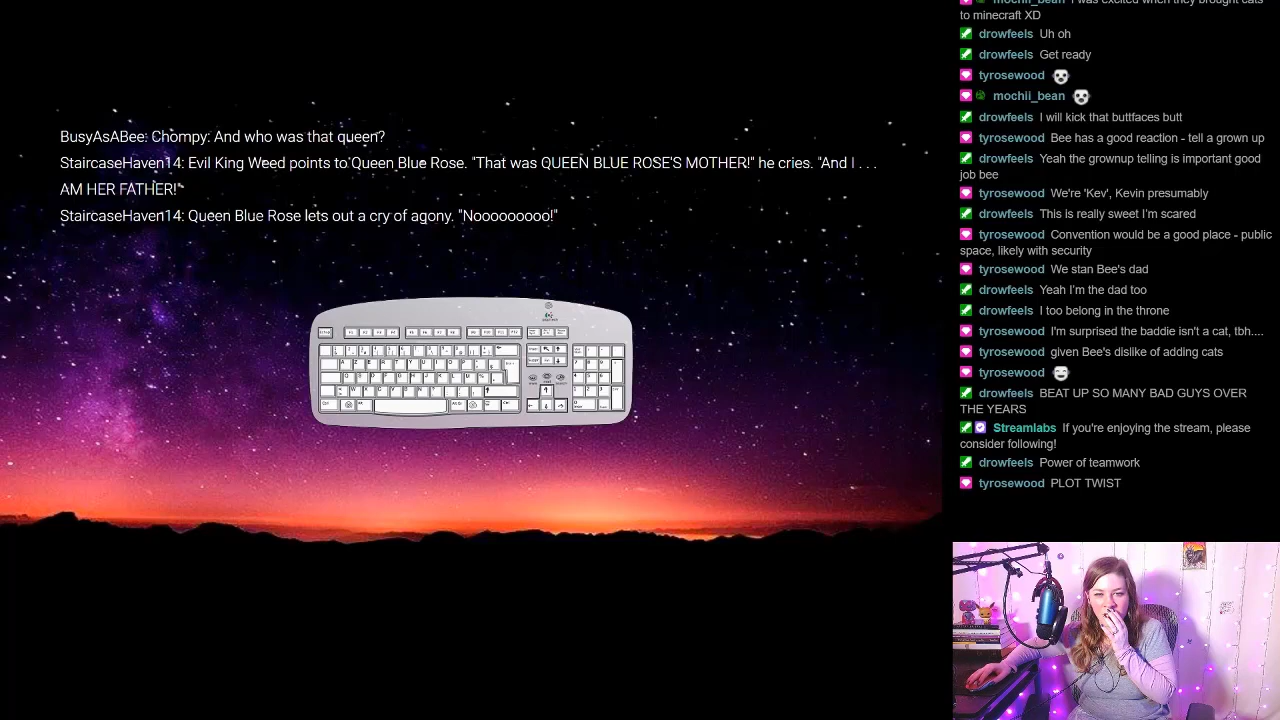 BusyAsABee: Chompy: And who was that queen?
StaircaseHaven14: Evil King Weed points to Queen Blue Rose. "That was QUEEN BLUE ROSE'S MOTHER!" he cries. "And I . . .
AM HER FATHER!"
StaircaseHaven14: Queen Blue Rose lets out a cry of agony. "Nooooooooo!"
mochii_bean I was excited when they brought cats
to minecraft XD
drowfeels Uh oh
drowfeels Get ready
tyrosewood
mochii_bean
drowfeels I will kick that buttfaces butt
tyrosewood Bee has a good reaction - tell a grown up
drowfeels Yeah the grownup telling is important good
job bee
tyrosewood We're 'Kev', Kevin presumably
drowfeels This is really sweet I'm scared
tyrosewood Convention would be a good place - public
space, likely with security
tyrosewood We stan Bee's dad
drowfeels Yeah I'm the dad too
drowfeels I too belong in the throne
tyrosewood I'm surprised the baddie isn't a cat, tbh....
tyrosewood given Bee's dislike of adding cats
tyrosewood
drowfeels BEAT UP SO MANY BAD GUYS OVER
THE YEARS
Streamlabs If you're enjoying the stream, please
consider following!
drowfeels Power of teamwork
tyrosewood PLOT TWIST